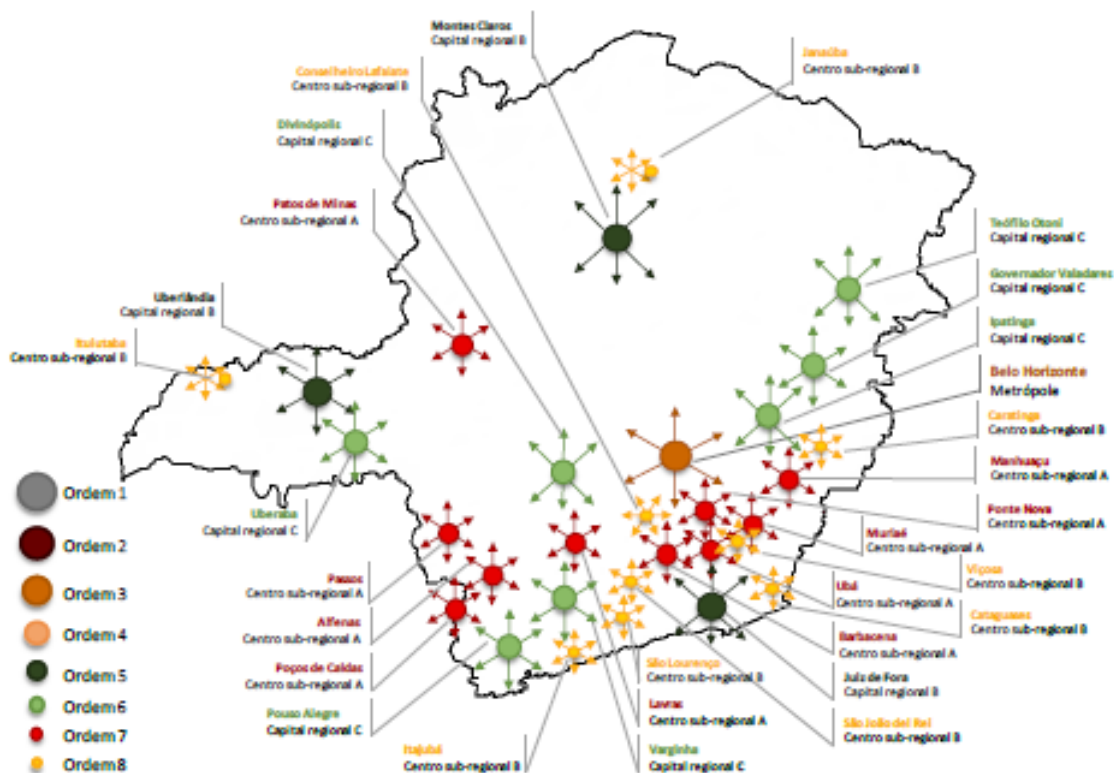 Montes Claros
Capital regional B
Janaúba
Centro sub-regional B
Conselheiro Lafaiete
Centro sub-regional B
Divinópolis
Capital regional C
Patos de Minas
Centro sub-regional A
Teófilo Otoni
Capital regional C
Governador Valadares
Capital regional C
Uberlândia
Capital regional B
Ituiutaba
Centro sub-regional B
Ipatinga
Capital regional C
Belo Horizonte
Metrópole
Caratinga
Centro sub-regional B
Manhuaçu
Centro sub-regional A
Ponte Nova
Centro sub-regional A
Muriaé
Centro sub-regional A
Viçosa
Centro sub-regional B
Ubá
Centro sub-regional A
Cataguases
Centro sub-regional B
Barbacena
Centro sub-regional A
Juiz de Fora
Capital regional B
São João del Rei
Centro sub-regional B
São Lourenço
Centro sub-regional B
Lavras
Centro sub-regional A
Varginha
Capital regional C
Itajubá
Centro sub-regional B
Uberaba
Capital regional C
Passos
Centro sub-regional A
Alfenas
Centro sub-regional A
Poços de Caldas
Centro sub-regional A
Pouso Alegre
Capital regional C
Ordem 1
Ordem 2
Ordem 3
Ordem 4
Ordem 5
Ordem 6
Ordem 7
Ordem 8